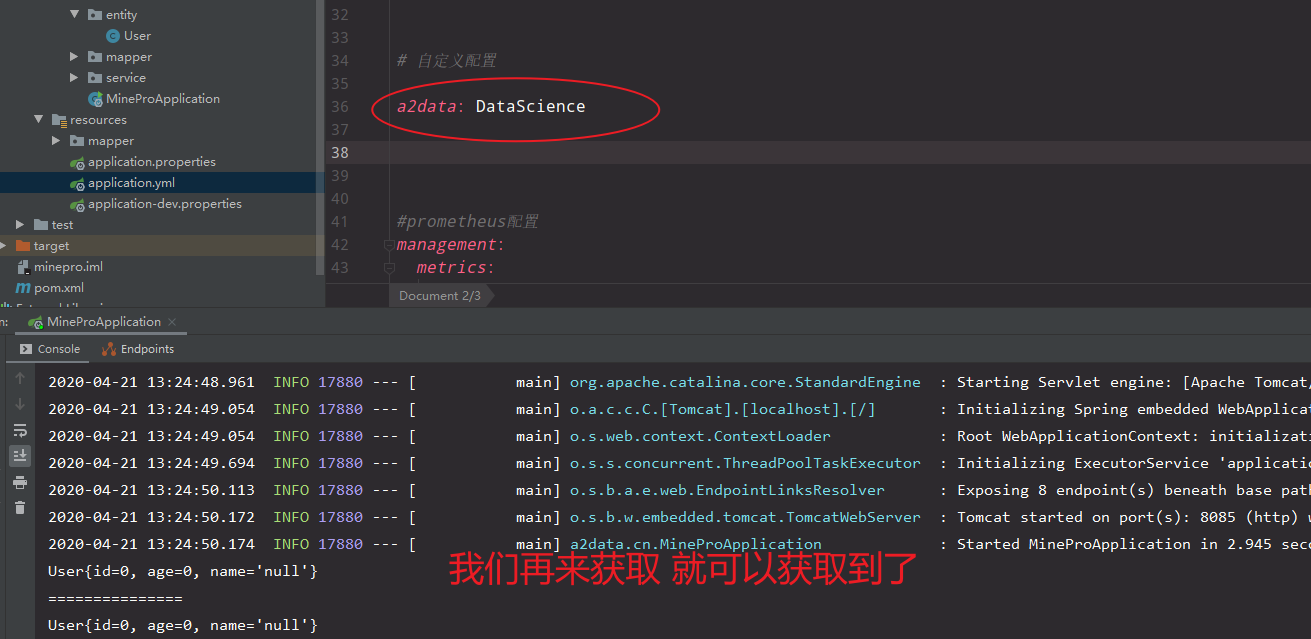 entity
User
mapper
service
MineProApplication
resources
mapper
application.properties
application.yml
application-dev.properties
test
target
minepro.iml
pom.xml
32
33
34 # 自定义配置
35
36 a2data: DataScience
37
38
39
40
41 #prometheus配置
42 management:
43 metrics:
Document 2/3
n: MineProApplication
Console Endpoints
2020-04-21 13:24:48.961 INFO 17880 --- [ main] org.apache.catalina.core.StandardEngine : Starting Servlet engine: [Apache Tomcat/
2020-04-21 13:24:49.054 INFO 17880 --- [ main] o.a.c.c.C.[Tomcat].[localhost].[/] : Initializing Spring embedded WebApplicat
2020-04-21 13:24:49.054 INFO 17880 --- [ main] o.s.web.context.ContextLoader : Root WebApplicationContext: initializati
2020-04-21 13:24:49.694 INFO 17880 --- [ main] o.s.s.concurrent.ThreadPoolTaskExecutor : Initializing ExecutorService 'applicatio
2020-04-21 13:24:50.113 INFO 17880 --- [ main] o.s.b.a.e.web.EndpointLinksResolver : Exposing 8 endpoint(s) beneath base path
2020-04-21 13:24:50.172 INFO 17880 --- [ main] o.s.b.w.embedded.tomcat.TomcatWebServer : Tomcat started on port(s): 8085 (http) w
2020-04-21 13:24:50.174 INFO 17880 --- [ main] a2data.cn.MineProApplication : Started MineProApplication in 2.945 seco
我们再来获取 就可以获取到了
User{id=0, age=0, name='null'}
===============
User{id=0, age=0, name='null'}